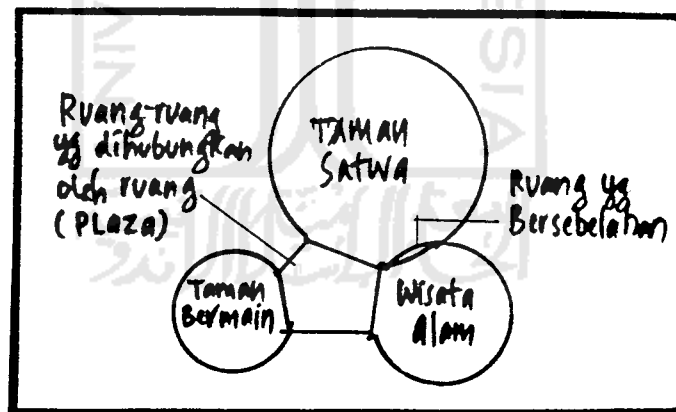 Ruang-ruang
yg dihubungkan
oleh ruang
(PLAZA)
TAMAN
SATWA
Ruang yg
Bersebelahan
Taman
Bermain
Wisata
alam